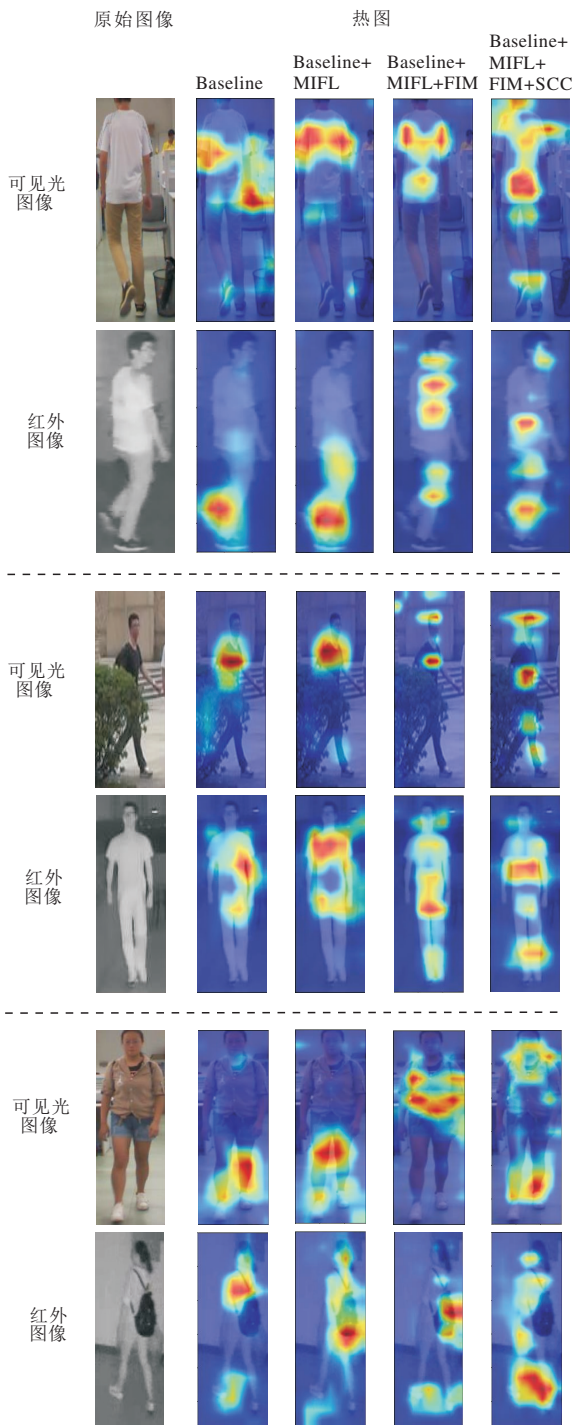 原始图像
热图
Baseline
Baseline+
MIFL
Baseline+
MIFL+FIM
Baseline+
MIFL+
FIM+SCC
可见光
图像
红外
图像
可见光
图像
红外
图像
可见光
图像
红外
图像